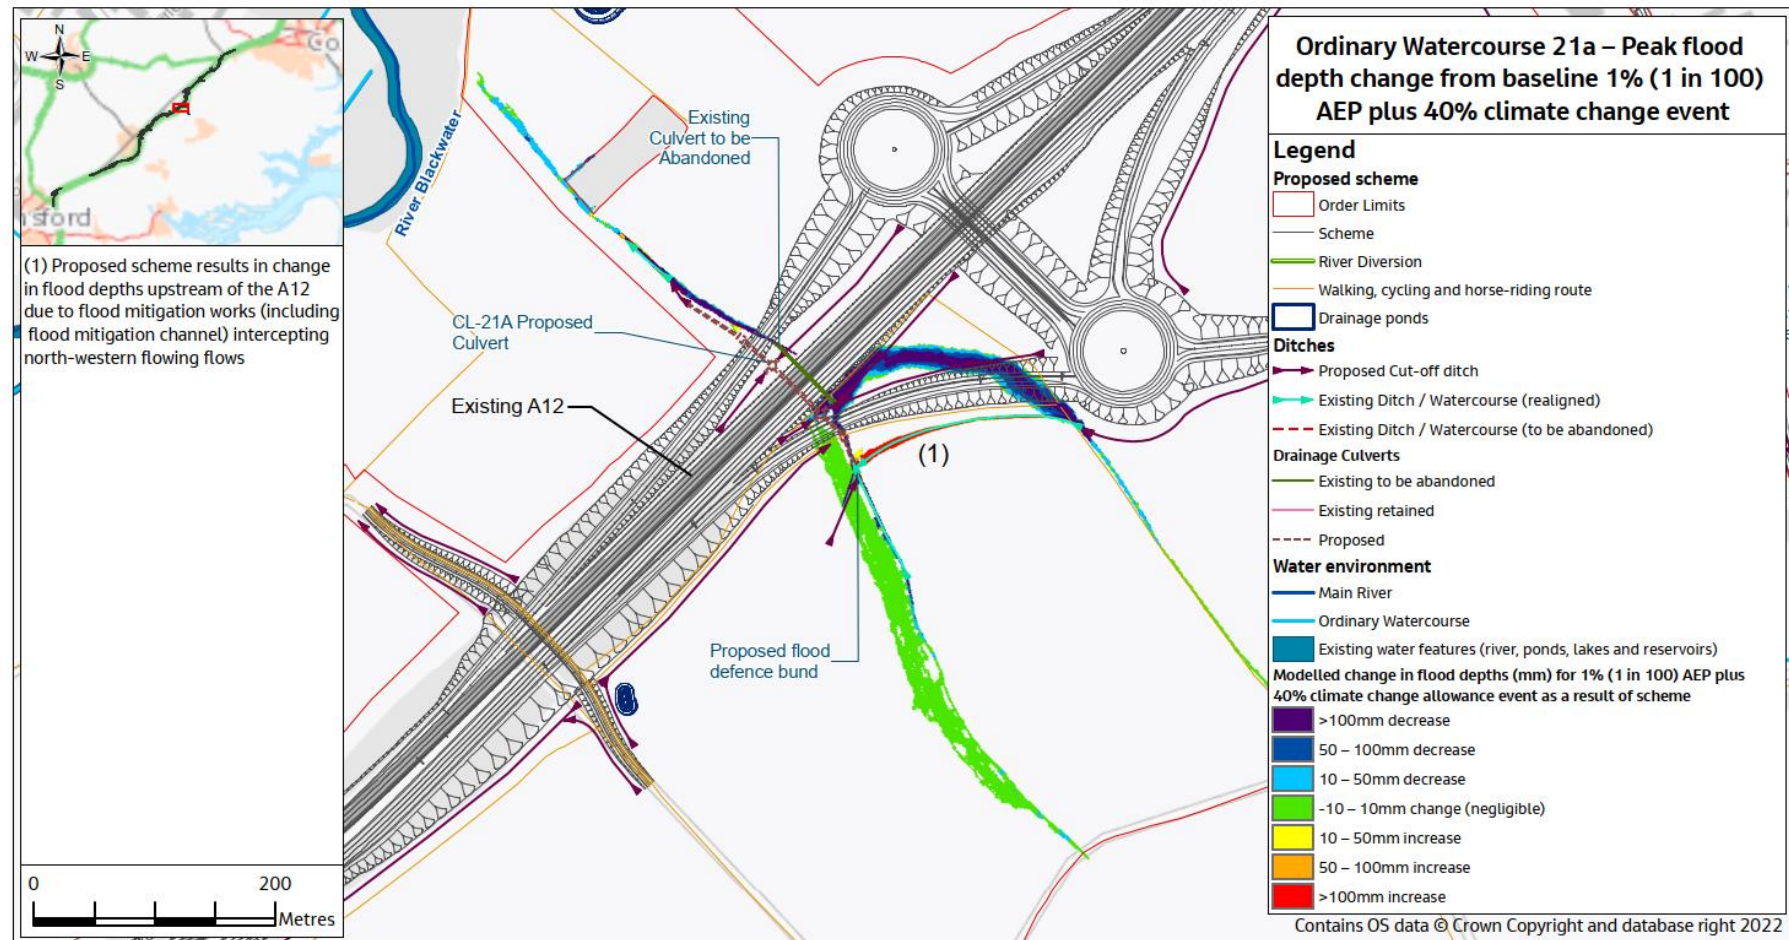 N
W E
S
Co
sford
(1) Proposed scheme results in change
in flood depths upstream of the A12
due to flood mitigation works (including
flood mitigation channel) intercepting
north-western flowing flows
0 200
Metres
River Blackwater
Existing
Culvert to be
Abandoned
CL-21A Proposed
Culvert
Existing A12
(1)
Proposed flood
defence bund
Ordinary Watercourse 21a – Peak flood
depth change from baseline 1% (1 in 100)
AEP plus 40% climate change event
Legend
Proposed scheme
Order Limits
Scheme
River Diversion
Walking, cycling and horse-riding route
Drainage ponds
Ditches
Proposed Cut-off ditch
Existing Ditch / Watercourse (realigned)
Existing Ditch / Watercourse (to be abandoned)
Drainage Culverts
Existing to be abandoned
Existing retained
Proposed
Water environment
Main River
Ordinary Watercourse
Existing water features (river, ponds, lakes and reservoirs)
Modelled change in flood depths (mm) for 1% (1 in 100) AEP plus
40% climate change allowance event as a result of scheme
>100mm decrease
50 – 100mm decrease
10 – 50mm decrease
-10 – 10mm change (negligible)
10 – 50mm increase
50 – 100mm increase
>100mm increase
Contains OS data © Crown Copyright and database right 2022